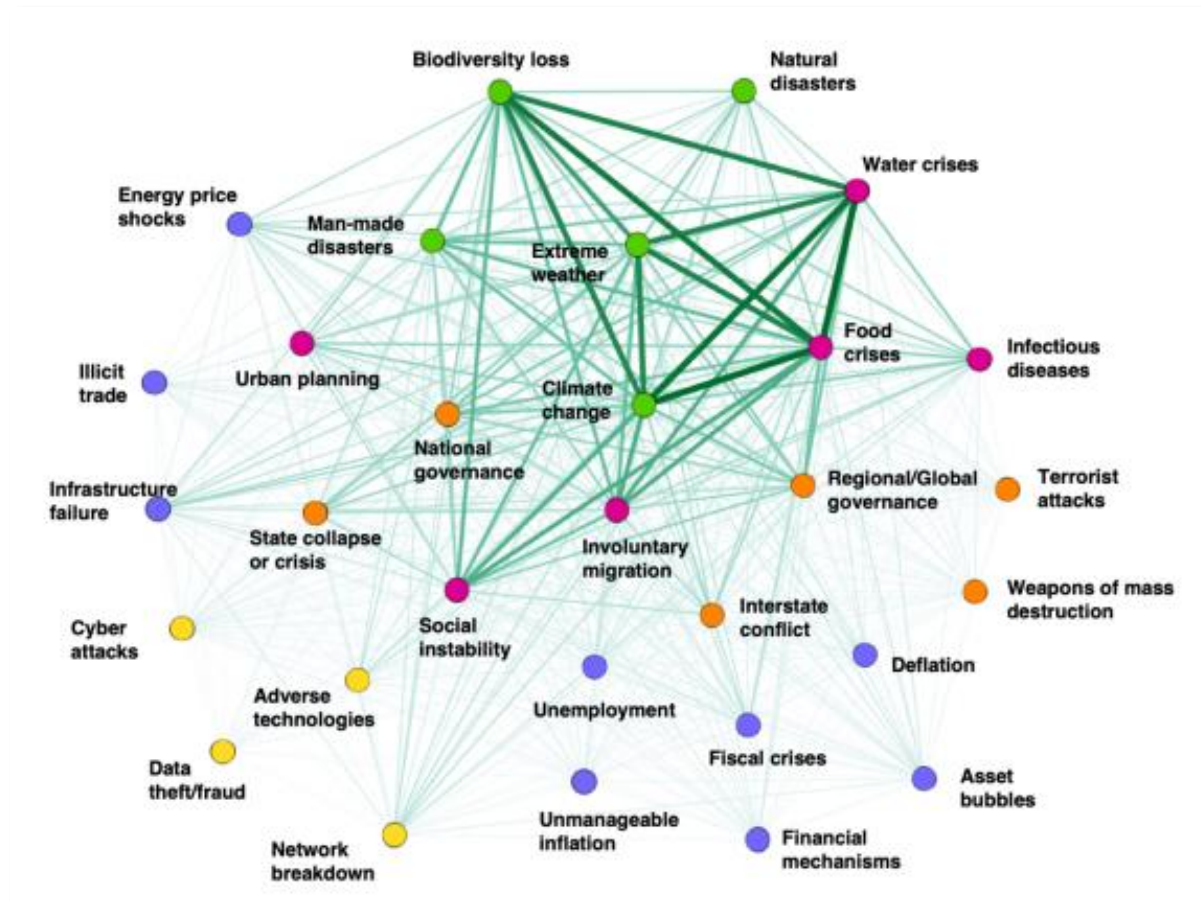 Biodiversity loss
Natural
disasters
Water crises
Energy price
shocks
Man-made
disasters
Extreme
weather
Food
crises
Infectious
diseases
Illicit
trade
Urban planning
Climate
change
National
governance
Regional/Global
governance
Terrorist
attacks
Infrastructure
failure
State collapse
or crisis
Involuntary
migration
Weapons of mass
destruction
Interstate
conflict
Social
instability
Cyber
attacks
Deflation
Adverse
technologies
Unemployment
Fiscal crises
Data
theft/fraud
Asset
bubbles
Unmanageable
inflation
Financial
mechanisms
Network
breakdown